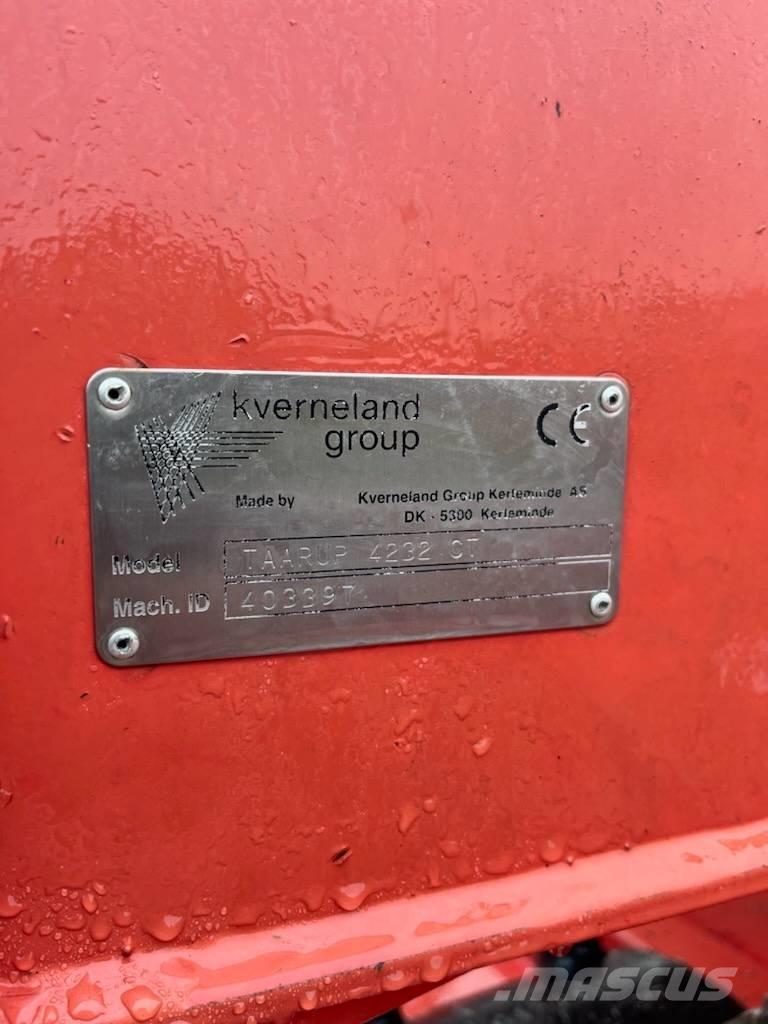 kverneland
group
CE
Made by Kverneland Group Kerteminde AS
DK - 5300 Kerteminde
Model TAARUP 4232 CT
Mach. ID 403397
MASCUS